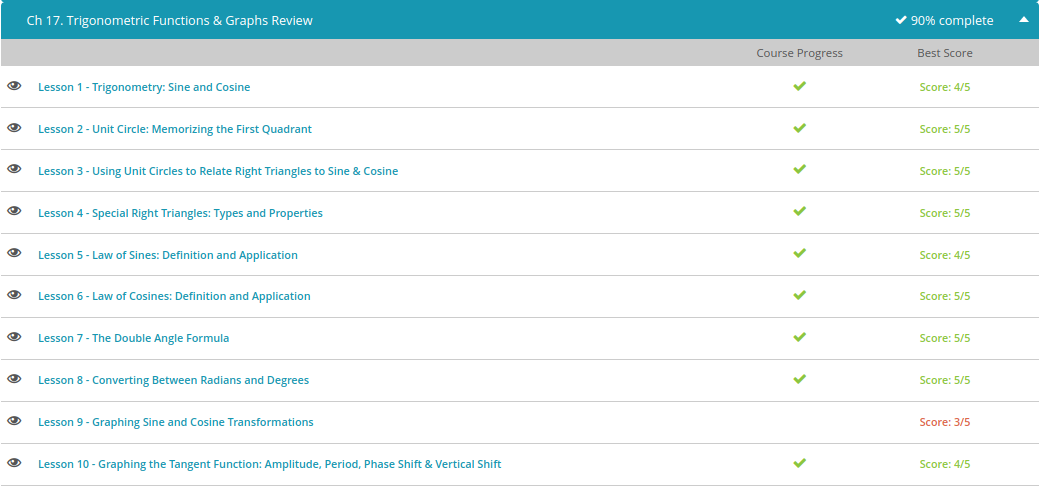 Ch 17. Trigonometric Functions & Graphs Review 90% complete
Course Progress Best Score
Lesson 1 - Trigonometry: Sine and Cosine Score: 4/5
Lesson 2 - Unit Circle: Memorizing the First Quadrant Score: 5/5
Lesson 3 - Using Unit Circles to Relate Right Triangles to Sine & Cosine Score: 5/5
Lesson 4 - Special Right Triangles: Types and Properties Score: 5/5
Lesson 5 - Law of Sines: Definition and Application Score: 4/5
Lesson 6 - Law of Cosines: Definition and Application Score: 5/5
Lesson 7 - The Double Angle Formula Score: 5/5
Lesson 8 - Converting Between Radians and Degrees Score: 5/5
Lesson 9 - Graphing Sine and Cosine Transformations Score: 3/5
Lesson 10 - Graphing the Tangent Function: Amplitude, Period, Phase Shift & Vertical Shift Score: 4/5